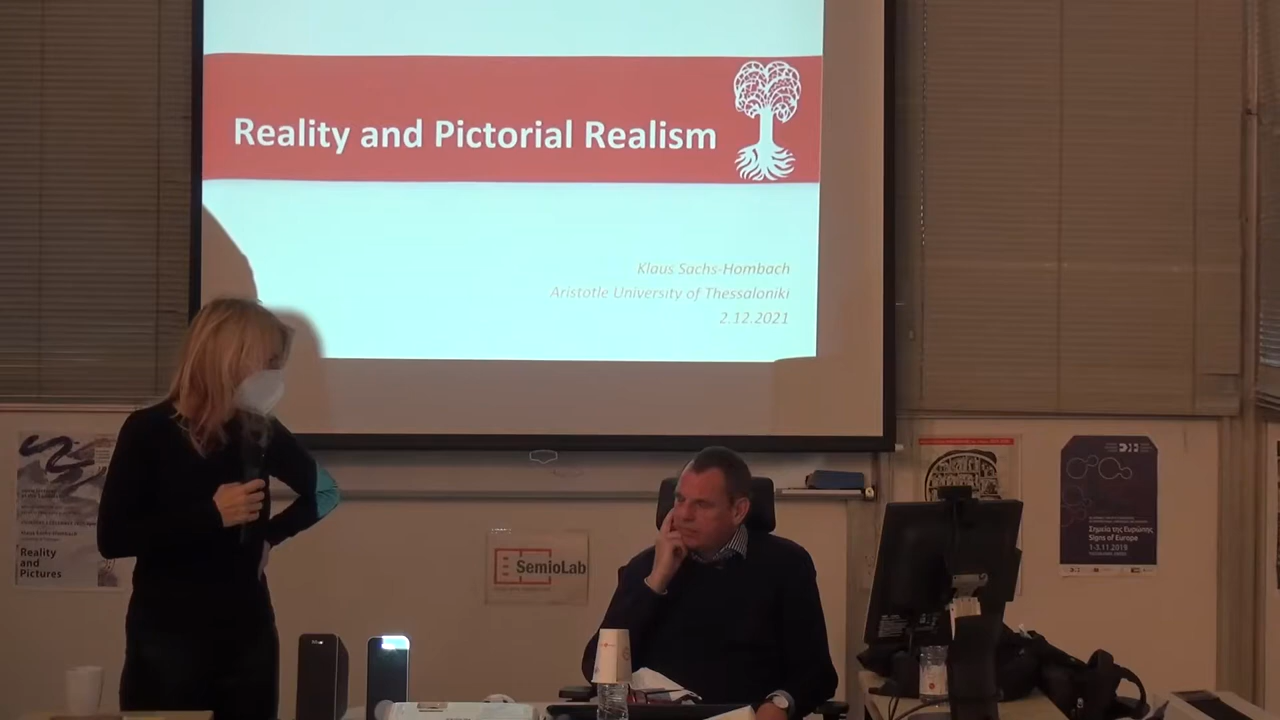 Reality and Pictorial Realism
Klaus Sachs-Hombach
Aristotle University of Thessaloniki
2.12.2021
Reality
and
Pictures
SemioLab
Σημεία της Ευρώπης
Signs of Europe
1-3.11.2019